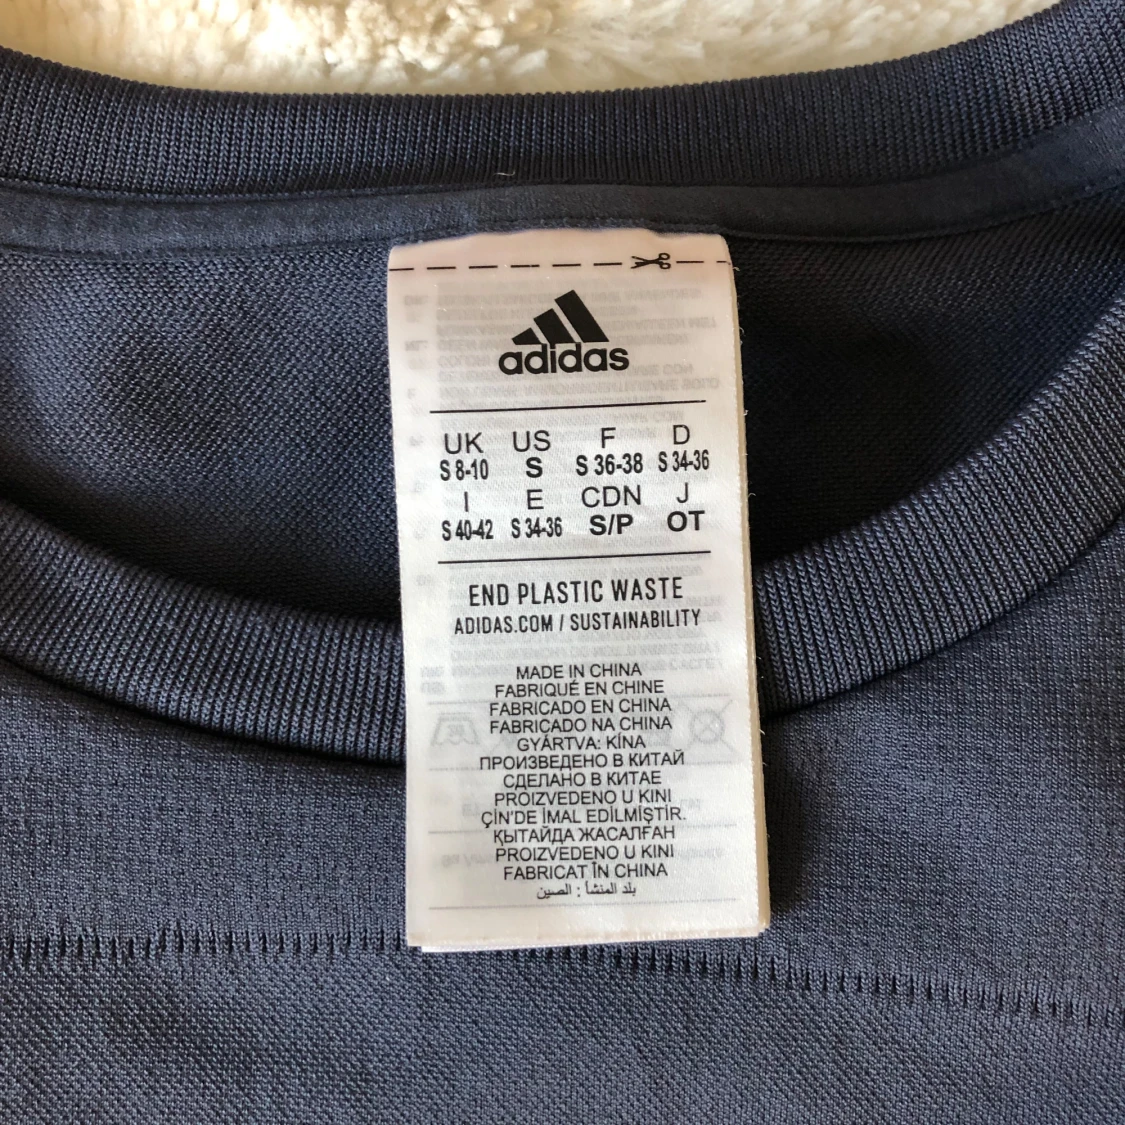 adidas
UK US F D
S 8-10 S S 36-38 S 34-36
I E CDN J
S 40-42 S 34-36 S/P OT
END PLASTIC WASTE
ADIDAS.COM / SUSTAINABILITY
MADE IN CHINA
FABRIQUÉ EN CHINE
FABRICADO EN CHINA
FABRICADO NA CHINA
GYÁRTVA: KÍNA
ПРОИЗВЕДЕНО В КИТАЙ
СДЕЛАНО В КИТАЕ
PROIZVEDENO U KINI
ÇİN'DE İMAL EDİLMİŞTİR.
ҚЫТАЙДА ЖАСАЛҒАН
PROIZVEDENO U KINI
FABRICAT ÎN CHINA
بلد المنشأ : الصين